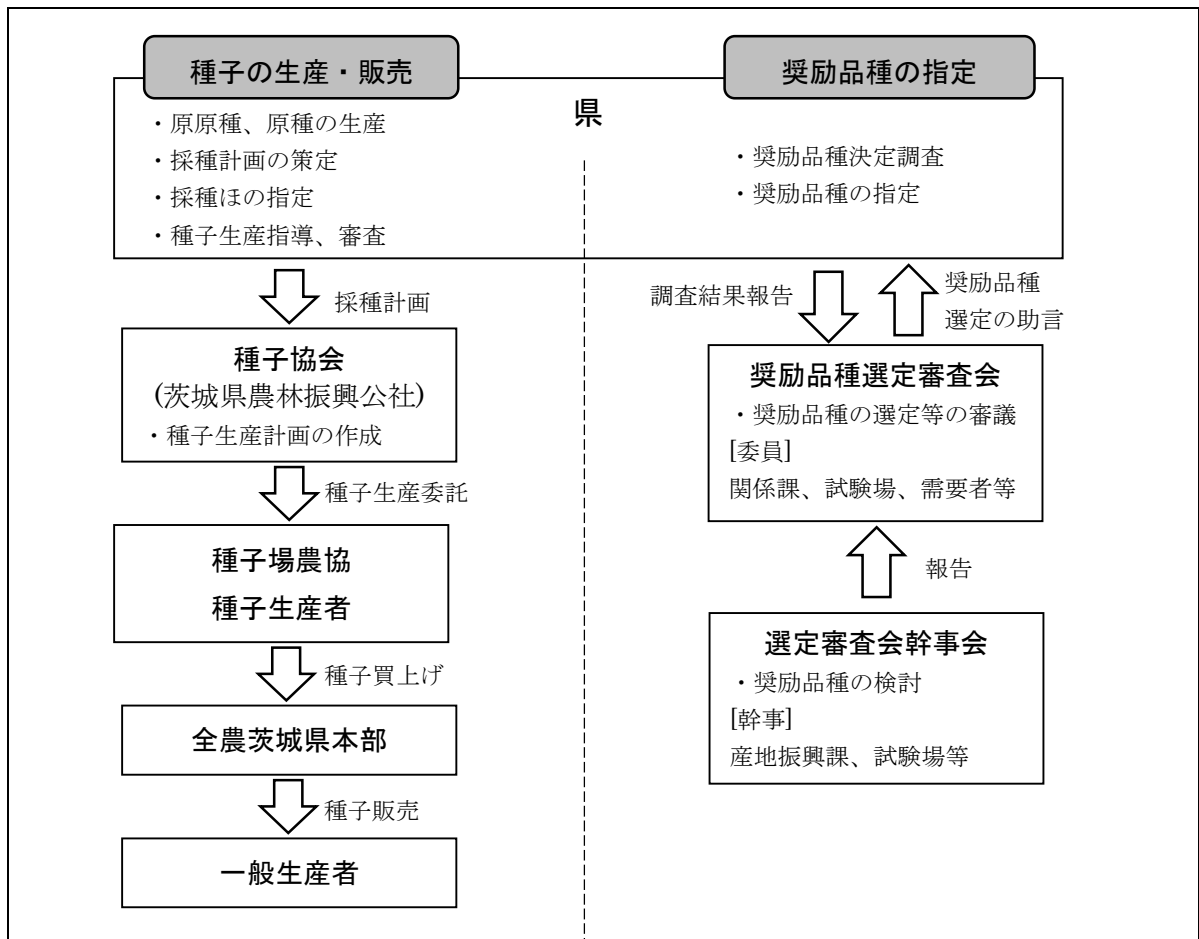 種子の生産・販売
奨励品種の指定
県
・原原種、原種の生産
・採種計画の策定
・採種ほの指定
・種子生産指導、審査
・奨励品種決定調査
・奨励品種の指定
採種計画
種子協会
(茨城県農林振興公社)
・種子生産計画の作成
種子生産委託
種子場農協
種子生産者
種子買上げ
全農茨城県本部
種子販売
一般生産者
調査結果報告
奨励品種
選定の助言
奨励品種選定審査会
・奨励品種の選定等の審議
[委員]
関係課、試験場、需要者等
報告
選定審査会幹事会
・奨励品種の検討
[幹事]
産地振興課、試験場等